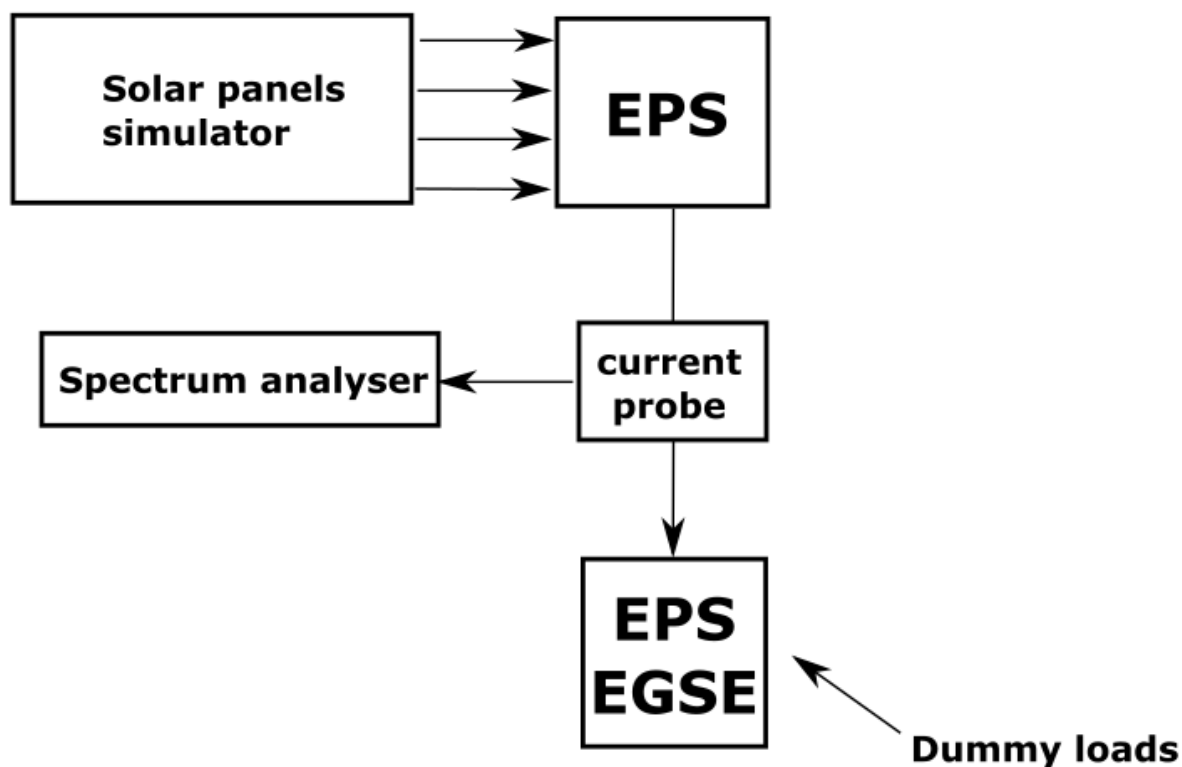 Solar panels
simulator
EPS
Spectrum analyser
current
probe
EPS
EGSE
Dummy loads